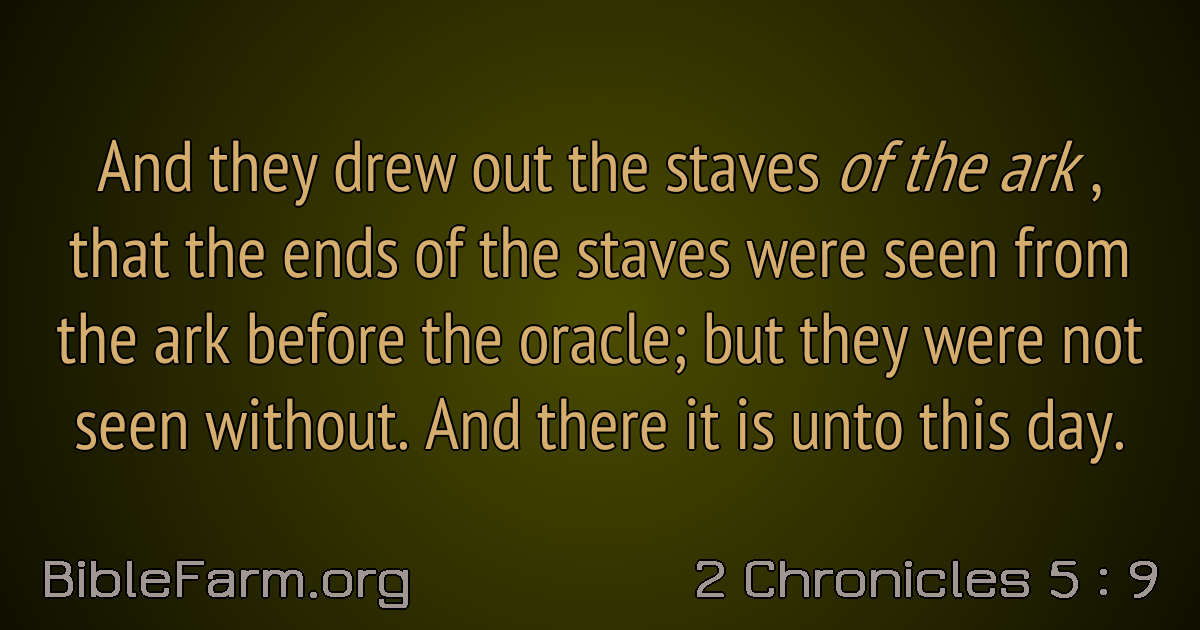 And they drew out the staves of the ark ,
that the ends of the staves were seen from
the ark before the oracle; but they were not
seen without. And there it is unto this day.
BibleFarm.org
2 Chronicles 5 : 9